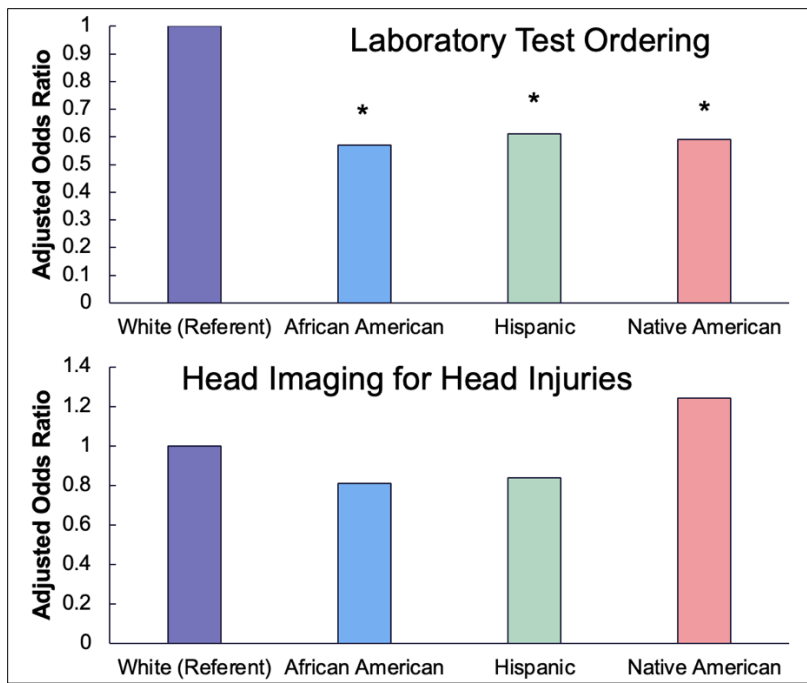 Laboratory Test Ordering
Adjusted Odds Ratio
1
0.9
0.8
0.7
0.6
0.5
0.4
0.3
0.2
0.1
0
* * *
White (Referent) African American Hispanic Native American
Head Imaging for Head Injuries
Adjusted Odds Ratio
1.4
1.2
1
0.8
0.6
0.4
0.2
0
White (Referent) African American Hispanic Native American